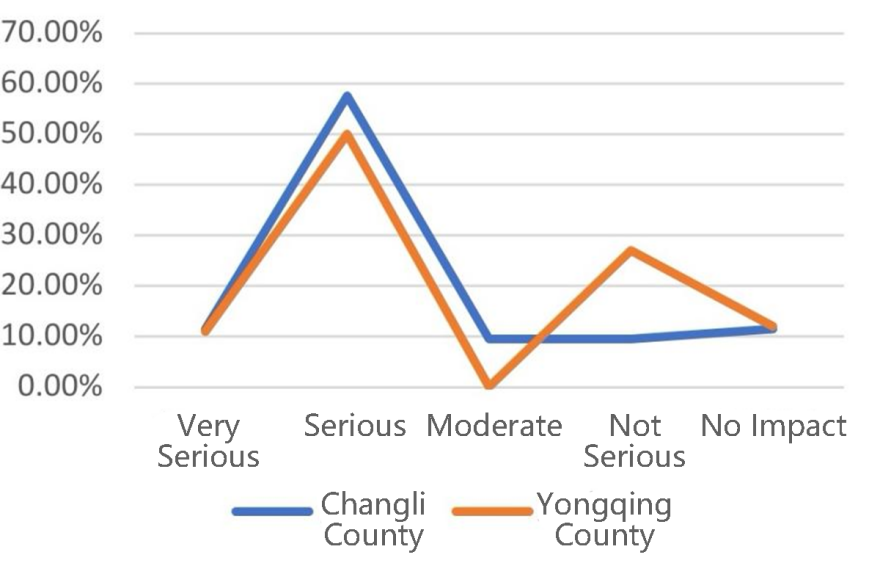 70.00%
60.00%
50.00%
40.00%
30.00%
20.00%
10.00%
0.00%
Very
Serious
Serious
Moderate
Not
Serious
No Impact
Changli
County
Yongqing
County